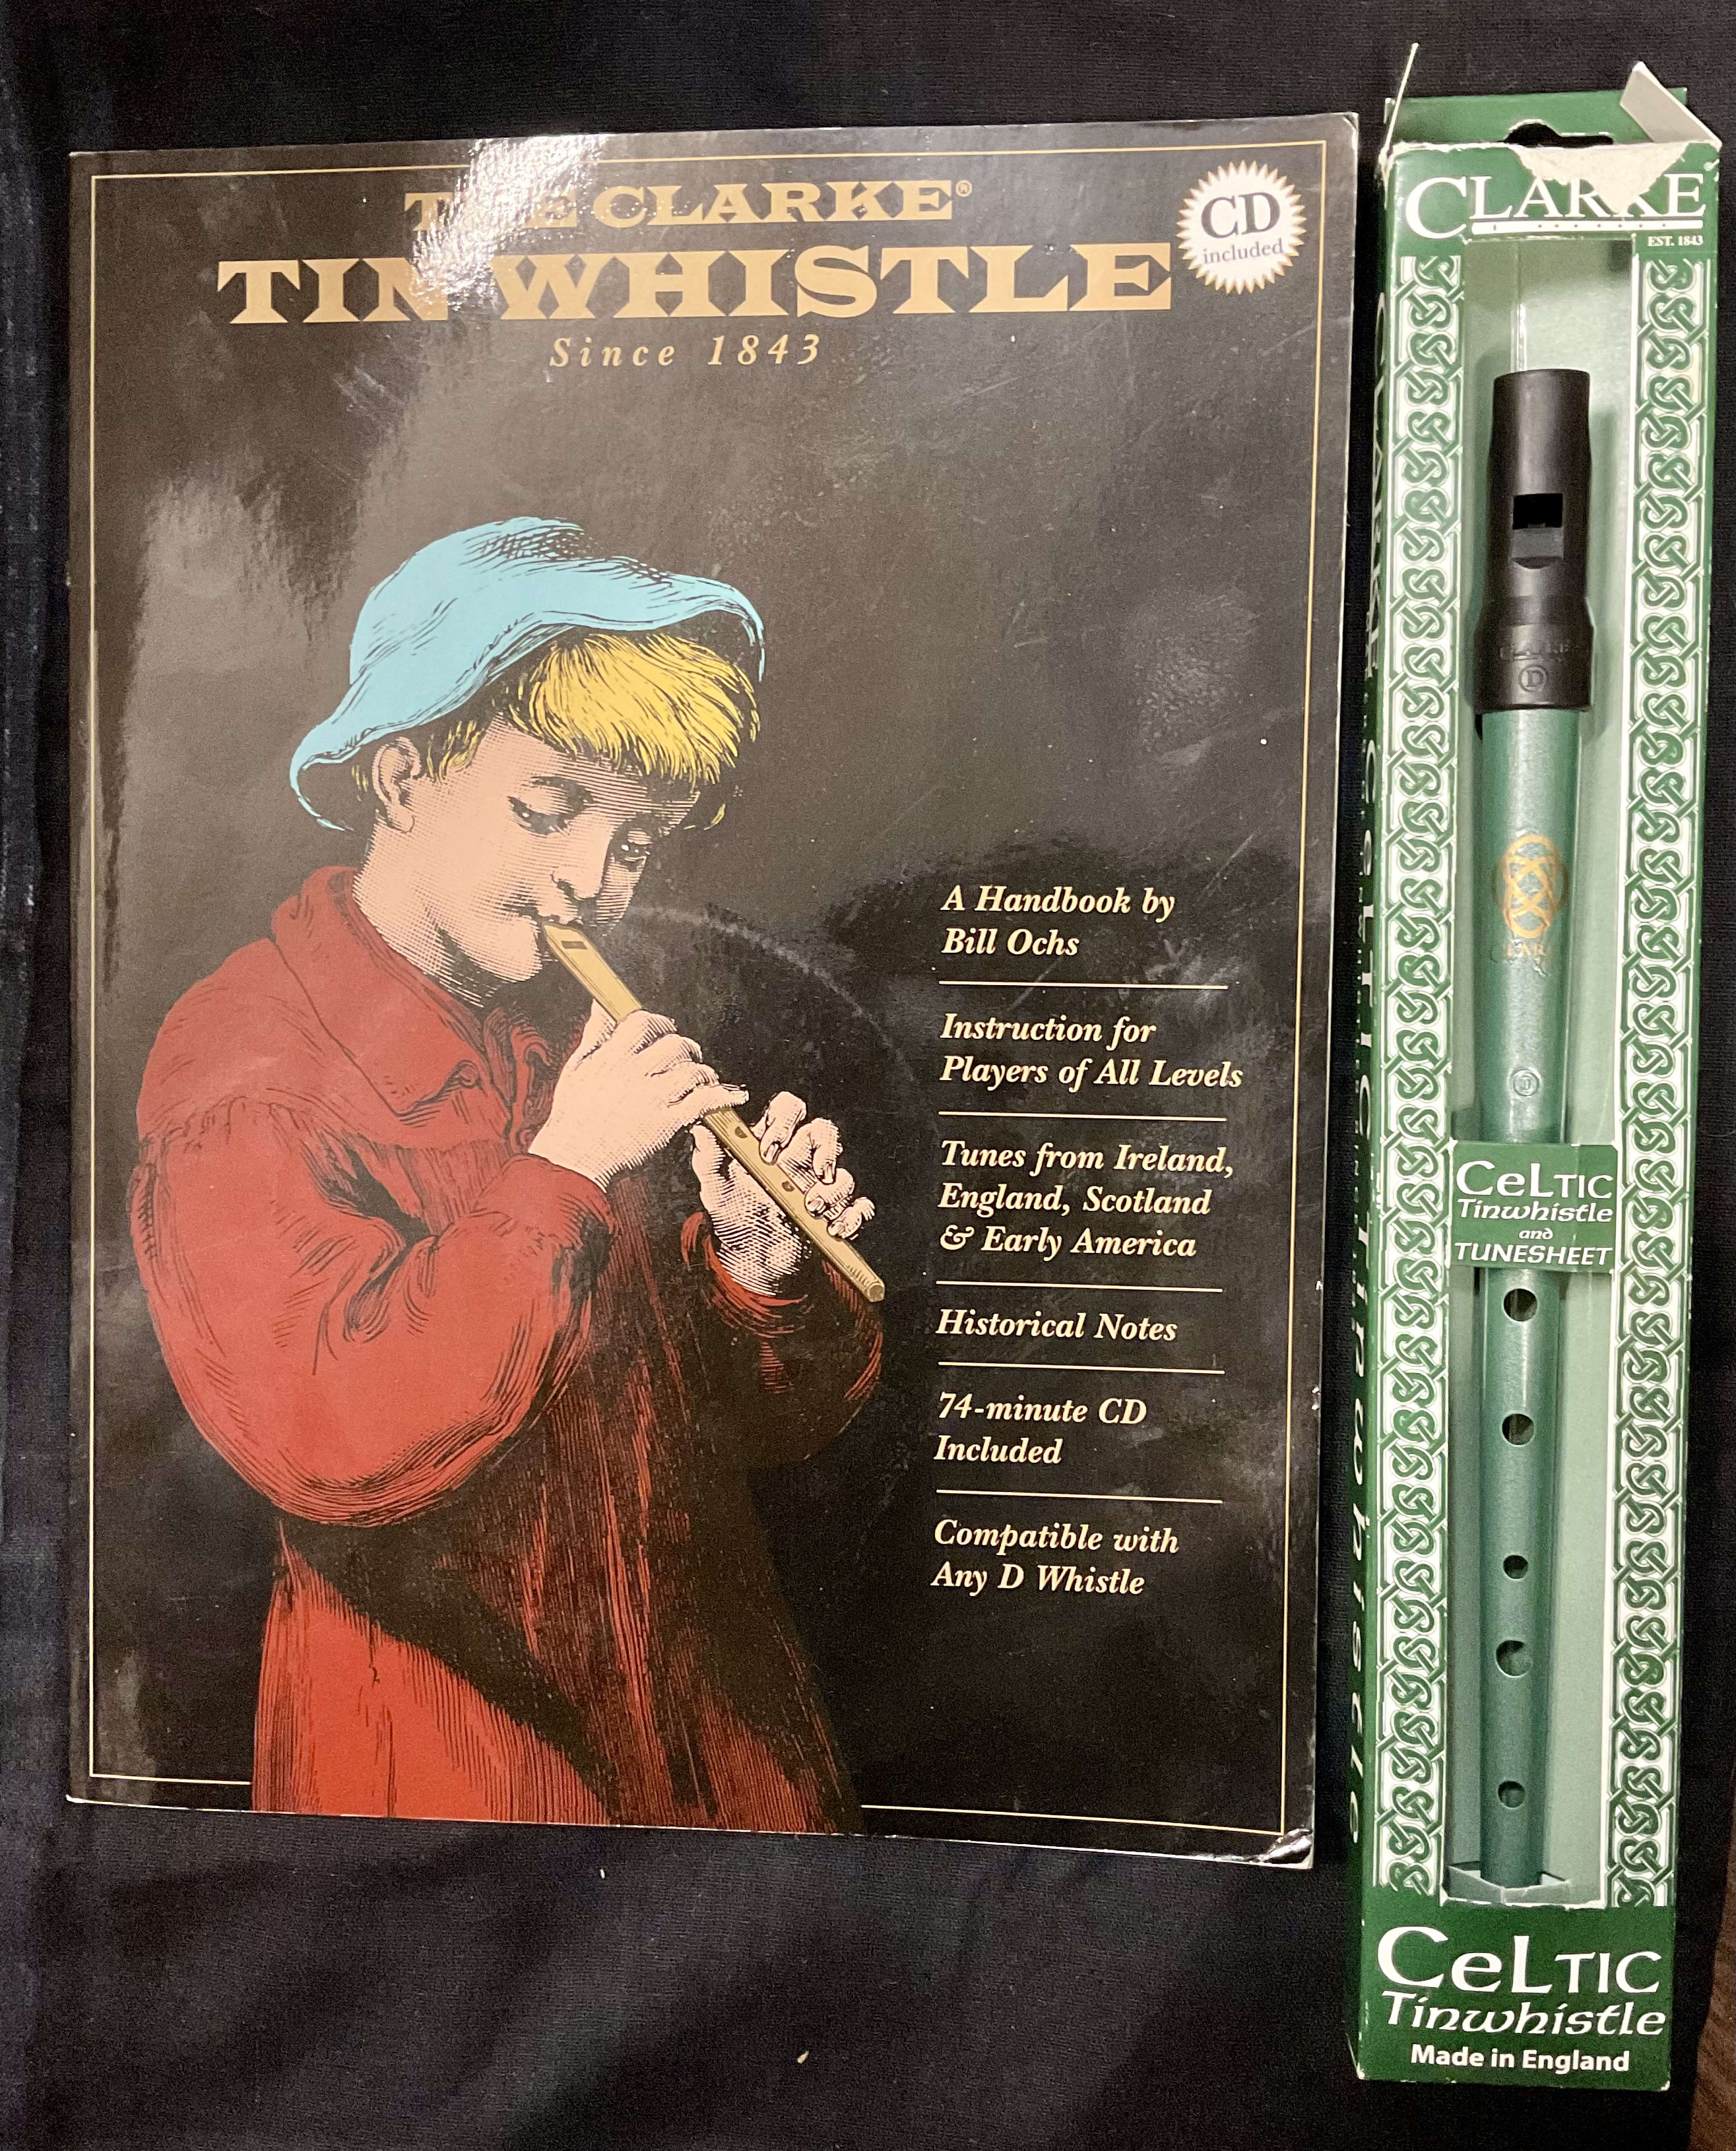 THE CLARKE®
TIN WHISTLE
Since 1843
CD
included
A Handbook by
Bill Ochs
Instruction for
Players of All Levels
Tunes from Ireland,
England, Scotland
& Early America
Historical Notes
74-minute CD
Included
Compatible with
Any D Whistle
CLARKE
EST. 1843
CLARKE
D
D
CeLTIC
Tinwhistle
and
TUNESHEET
CeLTIC
Tinwhistle
Made in England